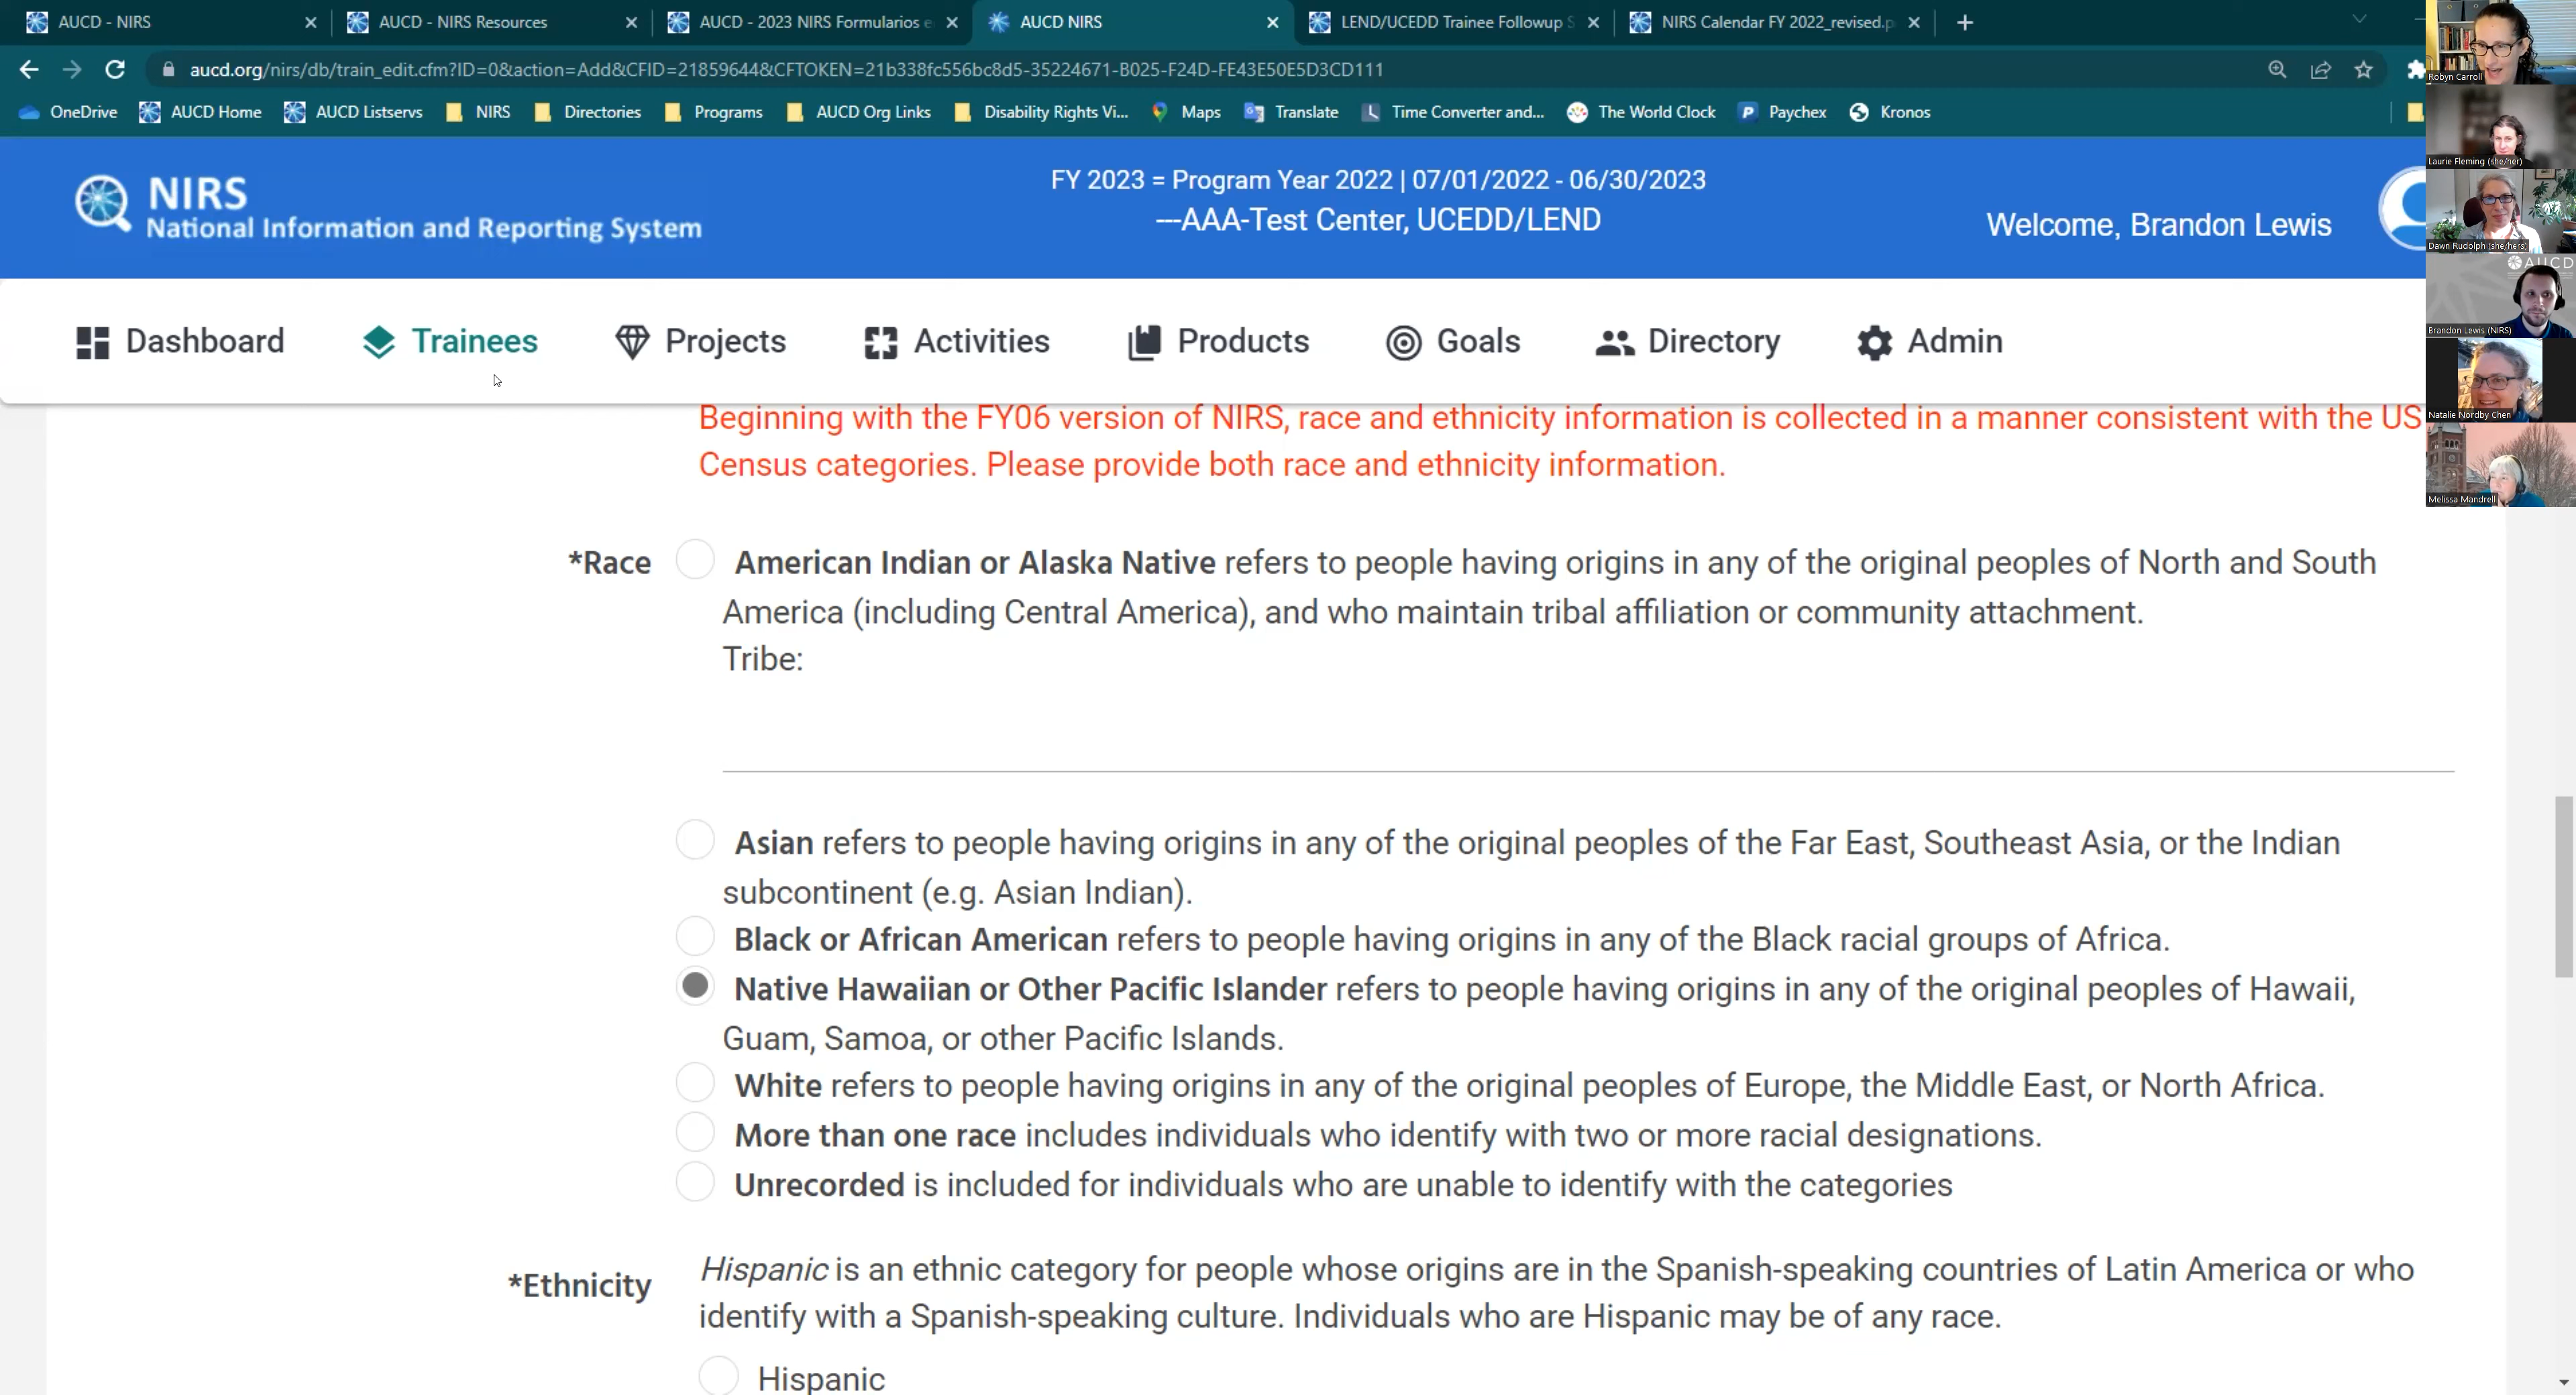 AUCD - NIRS
AUCD - NIRS Resources
AUCD - 2023 NIRS Formularios e
AUCD NIRS
LEND/UCEDD Trainee Followup S
NIRS Calendar FY 2022_revised.p
aucd.org/nirs/db/train_edit.cfm?ID=0&action=Add&CFID=21859644&CFTOKEN=21b338fc556bc8d5-35224671-B025-F24D-FE43E50E5D3CD111
OneDrive
AUCD Home
AUCD Listservs
NIRS
Directories
Programs
AUCD Org Links
Disability Rights Vi...
Maps
Translate
Time Converter and...
The World Clock
Paychex
Kronos
NIRS
National Information and Reporting System
FY 2023 = Program Year 2022 | 07/01/2022 - 06/30/2023
---AAA-Test Center, UCEDD/LEND
Welcome, Brandon Lewis
Robyn Carroll
Laurie Fleming (she/her)
Dawn Rudolph (she/hers)
AUCD
Brandon Lewis (NIRS)
Natalie Nordby Chen
Melissa Mandrell
Dashboard
Trainees
Projects
Activities
Products
Goals
Directory
Admin
Beginning with the FY06 version of NIRS, race and ethnicity information is collected in a manner consistent with the US
Census categories. Please provide both race and ethnicity information.
*Race
American Indian or Alaska Native refers to people having origins in any of the original peoples of North and South
America (including Central America), and who maintain tribal affiliation or community attachment.
Tribe:
Asian refers to people having origins in any of the original peoples of the Far East, Southeast Asia, or the Indian
subcontinent (e.g. Asian Indian).
Black or African American refers to people having origins in any of the Black racial groups of Africa.
Native Hawaiian or Other Pacific Islander refers to people having origins in any of the original peoples of Hawaii,
Guam, Samoa, or other Pacific Islands.
White refers to people having origins in any of the original peoples of Europe, the Middle East, or North Africa.
More than one race includes individuals who identify with two or more racial designations.
Unrecorded is included for individuals who are unable to identify with the categories
*Ethnicity
Hispanic is an ethnic category for people whose origins are in the Spanish-speaking countries of Latin America or who
identify with a Spanish-speaking culture. Individuals who are Hispanic may be of any race.
Hispanic